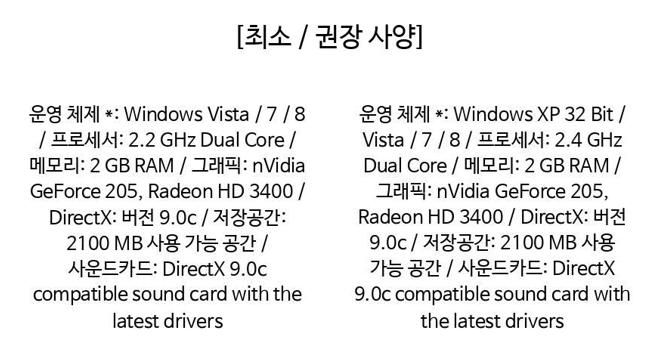 [최소 / 권장 사양]
운영 체제 *: Windows Vista / 7 / 8
/ 프로세서: 2.2 GHz Dual Core /
메모리: 2 GB RAM / 그래픽: nVidia
GeForce 205, Radeon HD 3400 /
DirectX: 버전 9.0c / 저장공간:
2100 MB 사용 가능 공간 /
사운드카드: DirectX 9.0c
compatible sound card with the
latest drivers
운영 체제 *: Windows XP 32 Bit /
Vista / 7 / 8 / 프로세서: 2.4 GHz
Dual Core / 메모리: 2 GB RAM /
그래픽: nVidia GeForce 205,
Radeon HD 3400 / DirectX: 버전
9.0c / 저장공간: 2100 MB 사용
가능 공간 / 사운드카드: DirectX
9.0c compatible sound card with
the latest drivers